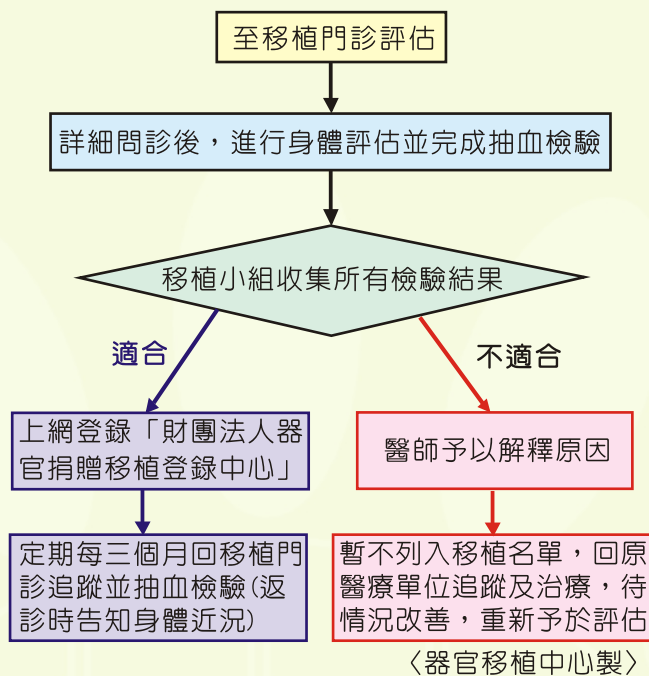 至移植門診評估
詳細問診後，進行身體評估並完成抽血檢驗
移植小組收集所有檢驗結果
適合
不適合
上網登錄「財團法人器
官捐贈移植登錄中心」
醫師予以解釋原因
定期每三個月回移植門
診追蹤並抽血檢驗(返
診時告知身體近況)
暫不列入移植名單，回原
醫療單位追蹤及治療，待
情況改善，重新予於評估
〈器官移植中心製〉